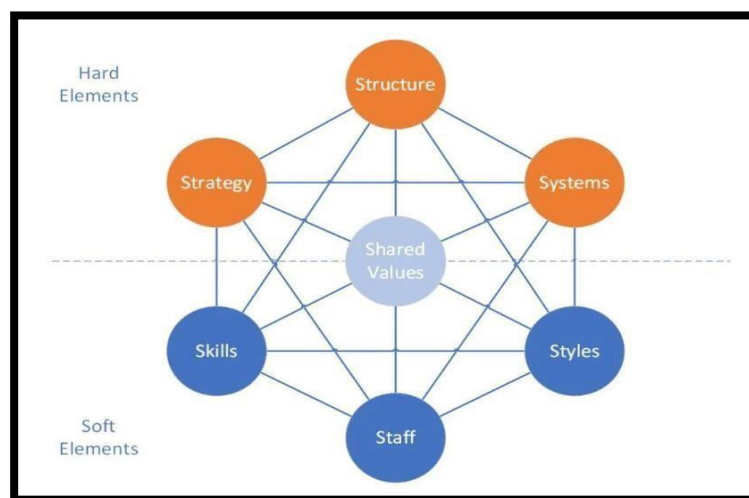 Hard
Elements
Structure
Strategy
Systems
Shared
Values
Skills
Styles
Staff
Soft
Elements